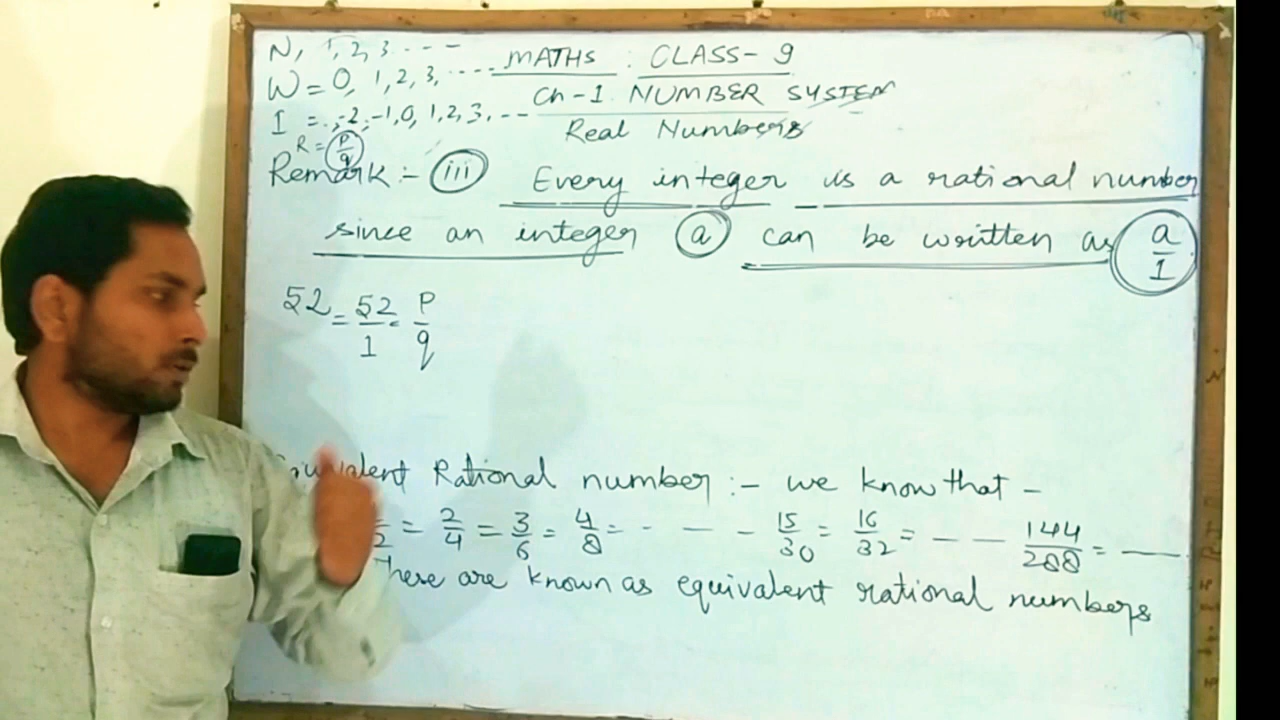 N, 1, 2, 3. - - -
MATHS : CLASS- 9
W = 0, 1, 2, 3, - - - -
Ch-1 NUMBER SYSTEM
I = . , -2, -1, 0, 1, 2, 3, . - -
Real Numbers
R = p/q
Remark :- (iii) Every integer is a rational number
since an integer (a) can be written as a/1
52 = 52/1 = p/q
Rational number :- we know that -
= 2/4 = 3/6 = 4/8 = - — - 15/30 = 16/32 = — — 144/288 = —
These are known as equivalent rational numbers